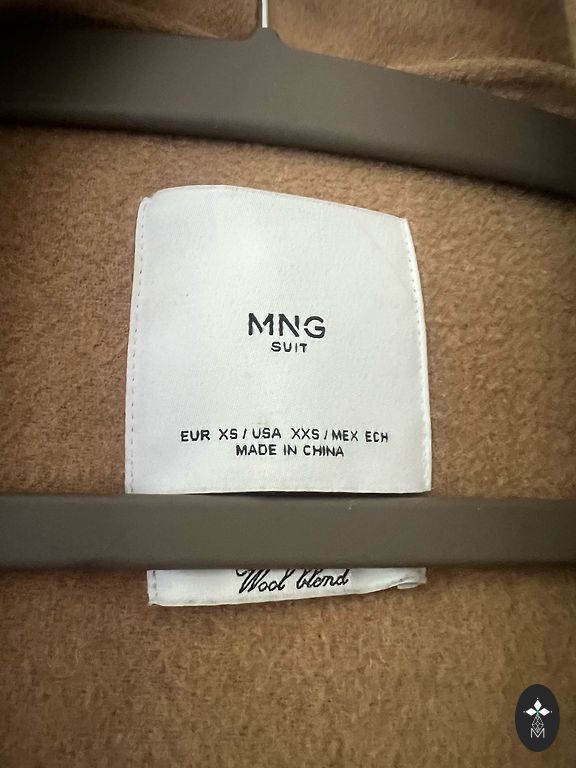 MNG
SUIT
EUR XS / USA XXS / MEX ECH
MADE IN CHINA
Wool blend
M